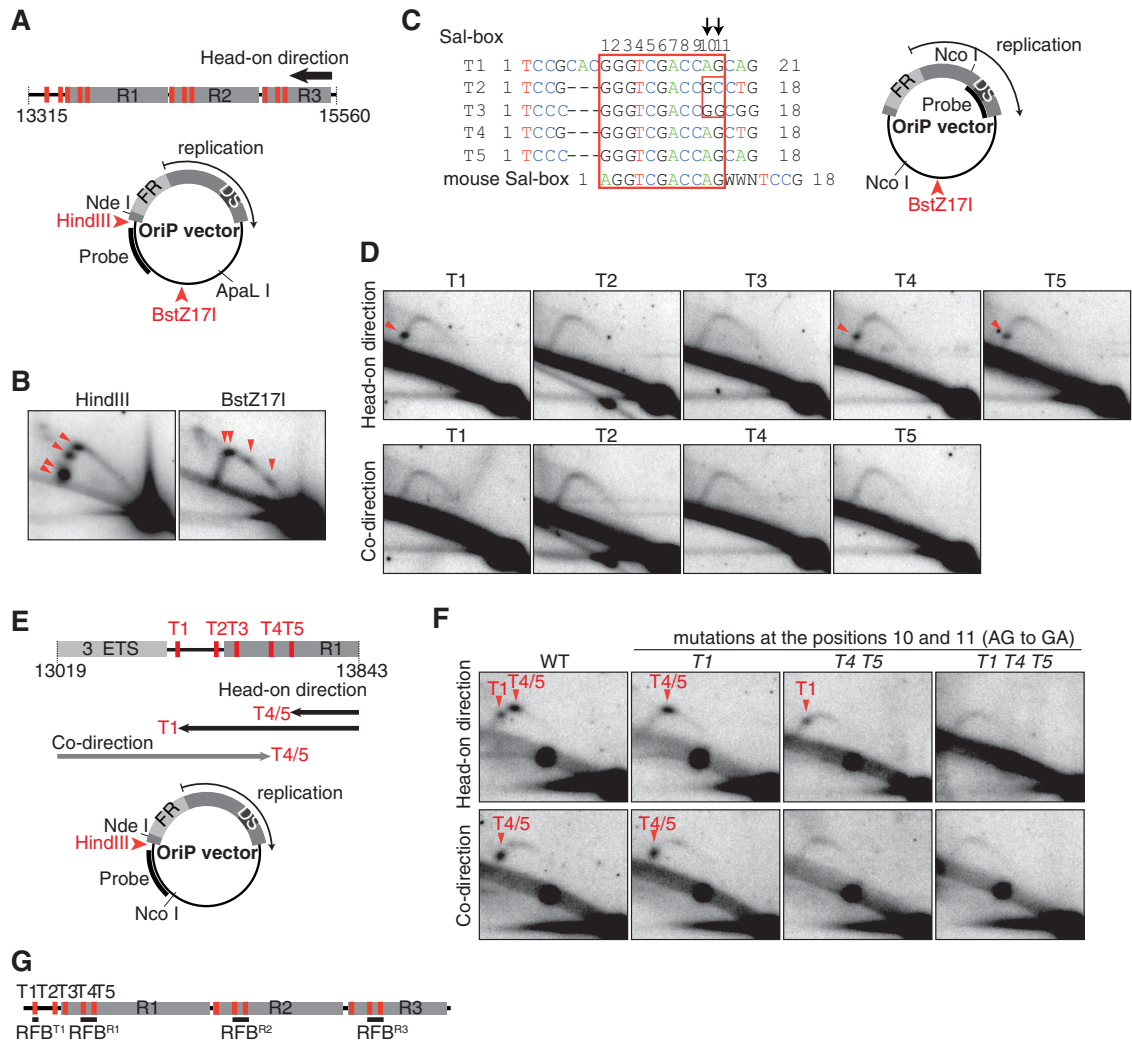 A
Head-on direction
R1 R2 R3
13315 15560
replication
FR
DS
Nde I
HindIII
OriP vector
Probe
ApaL I
BstZ17I
B
HindIII BstZ17I
C
Sal-box
1234567891011
T1 1 TCCGCACGGGTCGACCAGCAG 21
T2 1 TCCG---GGGTCGACCGCCTG 18
T3 1 TCCC---GGGTCGACCGGCGG 18
T4 1 TCCG---GGGTCGACCAGCTG 18
T5 1 TCCC---GGGTCGACCAGCAG 18
mouse Sal-box 1 AGGTCGACCAGWWNTCCG 18
replication
Nco I
FR
DS
Probe
OriP vector
Nco I
BstZ17I
D
T1 T2 T3 T4 T5
Head-on direction
T1 T2 T4 T5
Co-direction
E
T1 T2T3 T4T5
3 ETS R1
13019 13843
Head-on direction
T4/5
T1
Co-direction
T4/5
replication
FR
DS
Nde I
HindIII
OriP vector
Probe
Nco I
F
mutations at the positions 10 and 11 (AG to GA)
WT T1 T4 T5 T1 T4 T5
Head-on direction
T1 T4/5 T4/5 T1
Co-direction
T4/5 T4/5
G
T1T2T3T4T5
R1 R2 R3
RFBT1 RFBR1 RFBR2 RFBR3